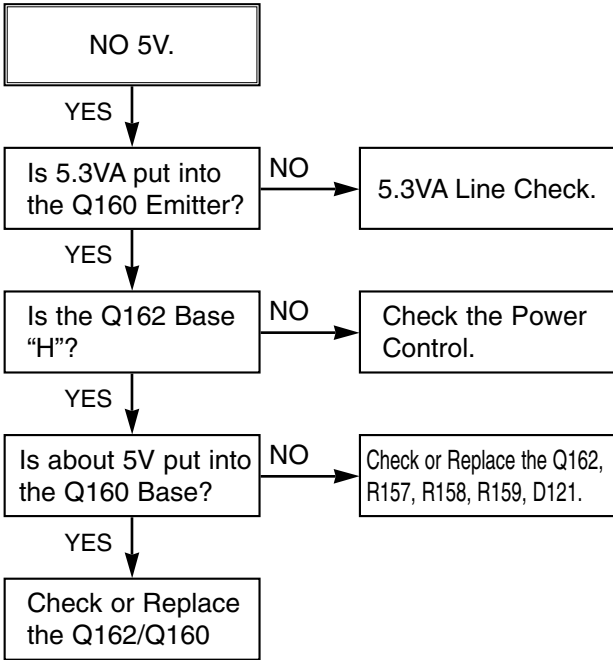 NO 5V.
YES
Is 5.3VA put into
the Q160 Emitter?
NO
5.3VA Line Check.
YES
Is the Q162 Base
“H”?
NO
Check the Power
Control.
YES
Is about 5V put into
the Q160 Base?
NO
Check or Replace the Q162,
R157, R158, R159, D121.
YES
Check or Replace
the Q162/Q160